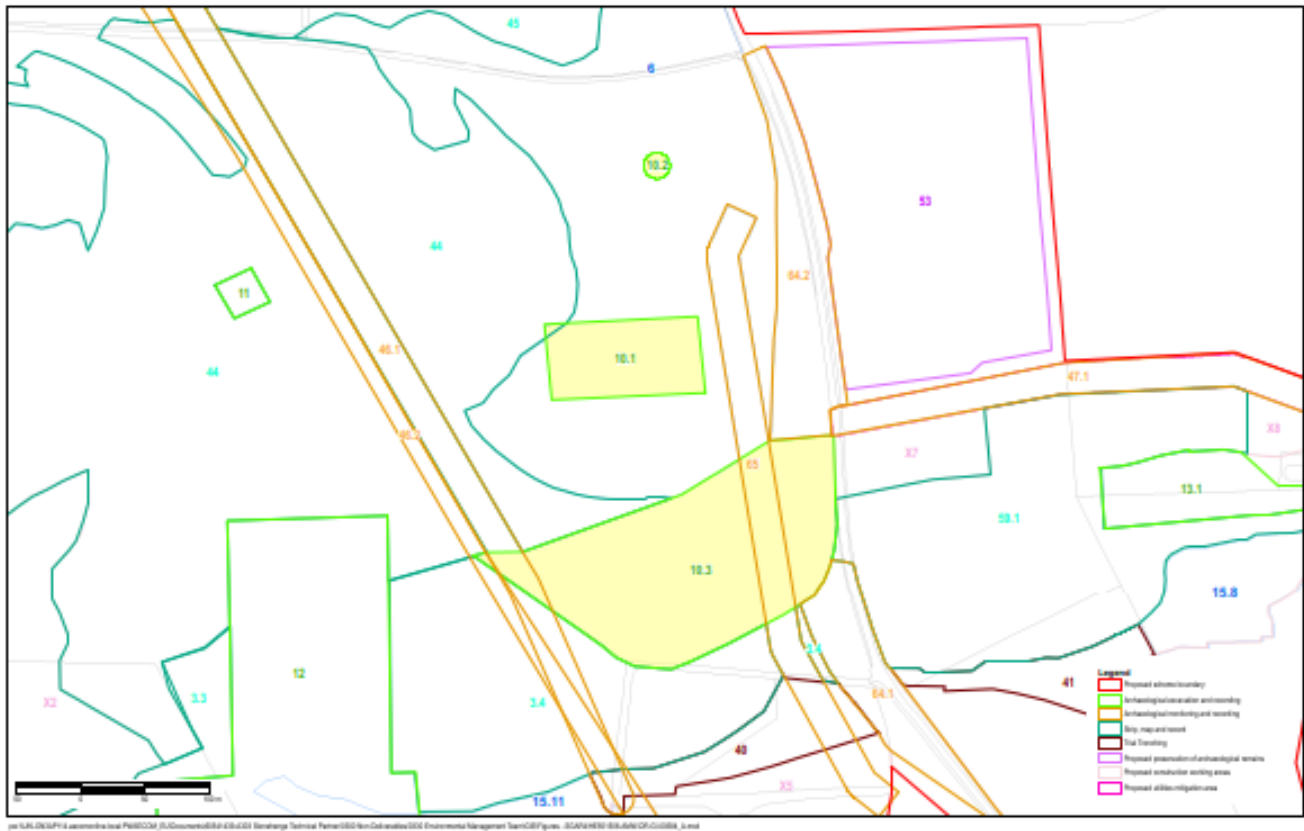 45
6
10.2
53
44
64.2
11
10.1
46.1
44
47.1
46.2
X7
X8
65
13.1
59.1
10.3
15.8
12
3.4
X2
3.3
3.4
64.1
41
40
X5
15.11
Legend
Proposed scheme boundary
Archaeological excavation and recording
Archaeological monitoring and recording
Strip, map and record
Trial Trenching
Proposed preservation of archaeological remains
Proposed construction working areas
Proposed utilities mitigation area